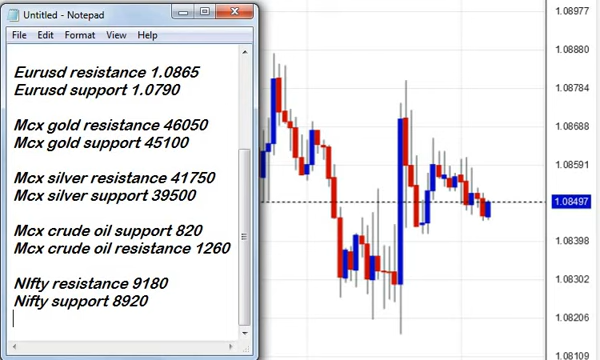 Untitled - Notepad
File Edit Format View Help
Eurusd resistance 1.0865
Eurusd support 1.0790
Mcx gold resistance 46050
Mcx gold support 45100
Mcx silver resistance 41750
Mcx silver support 39500
Mcx crude oil support 820
Mcx crude oil resistance 1260
NIfty resistance 9180
Nifty support 8920
1.08977
1.08880
1.08784
1.08688
1.08591
1.08497
1.08398
1.08302
1.08206
1.08109